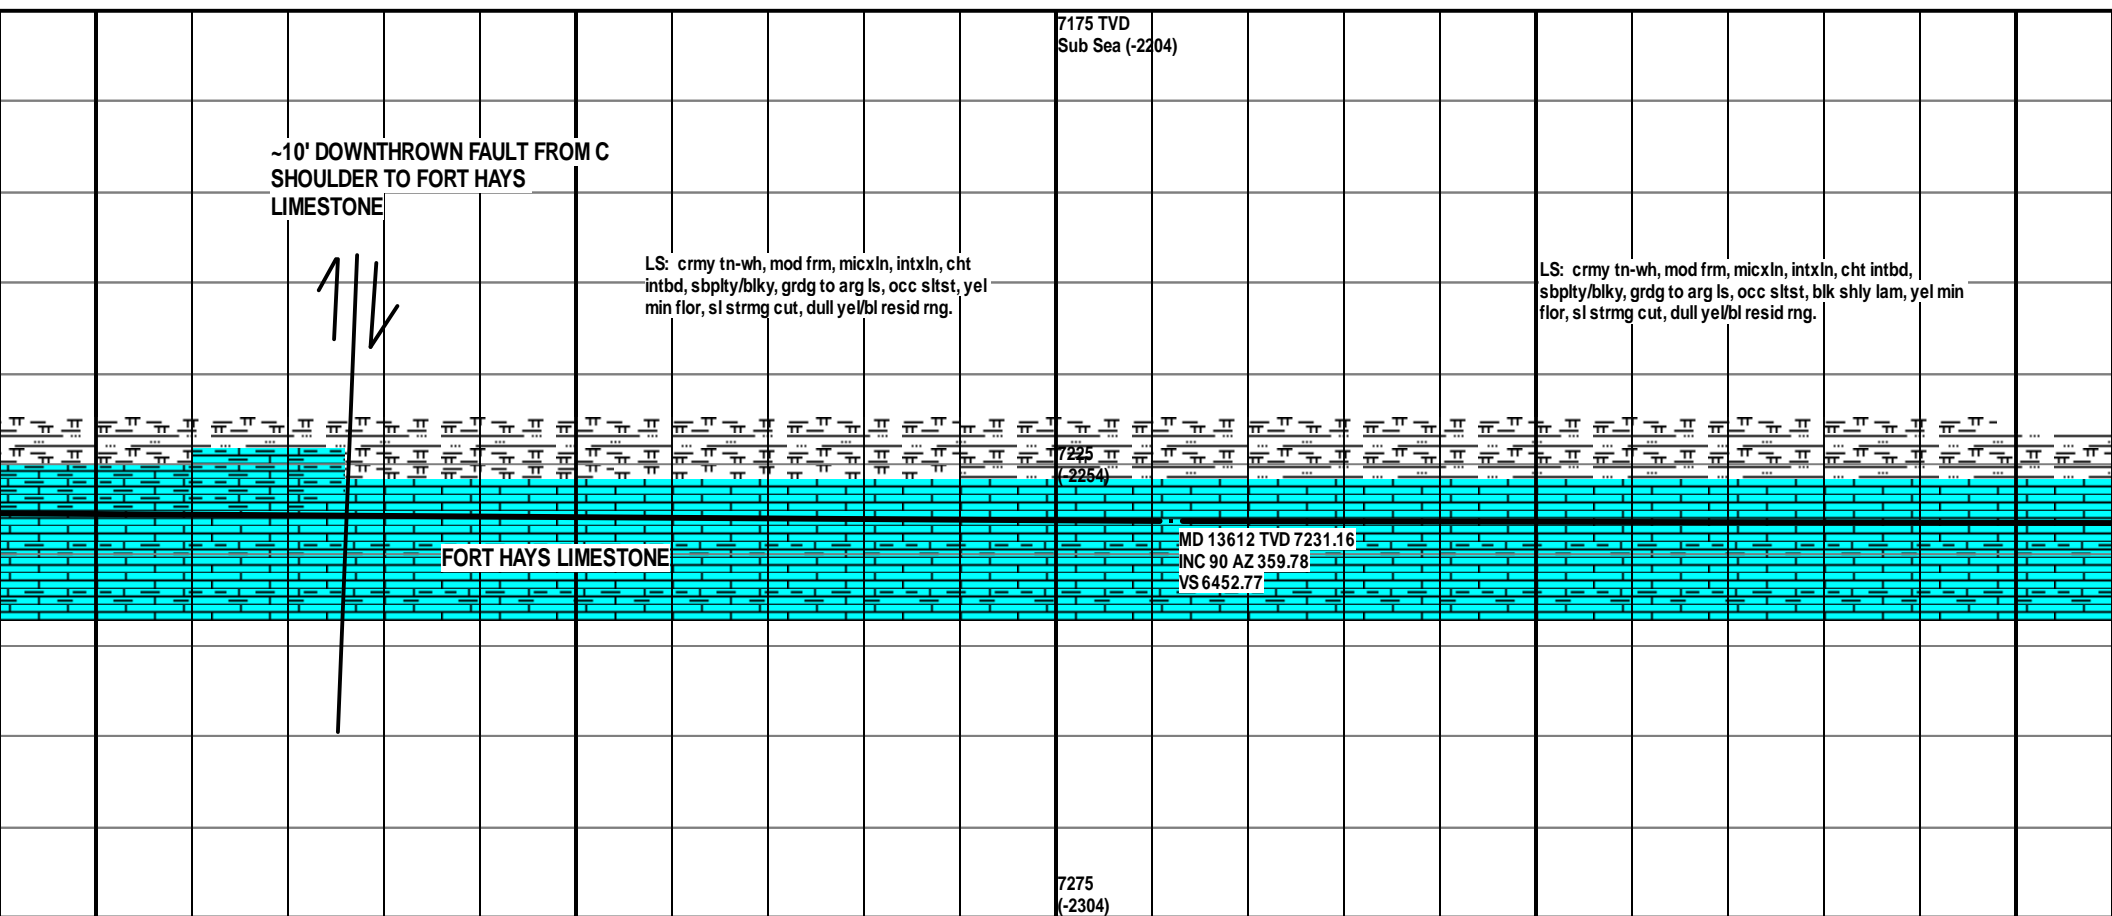 7175 TVD
Sub Sea (-2204)
~10' DOWNTHROWN FAULT FROM C
SHOULDER TO FORT HAYS
LIMESTONE
LS: crmy tn-wh, mod frm, micxln, intxln, cht
intbd, sbplty/blky, grdg to arg ls, occ sltst, yel
min flor, sl strmg cut, dull yel/bl resid rng.
LS: crmy tn-wh, mod frm, micxln, intxln, cht intbd,
sbplty/blky, grdg to arg ls, occ sltst, blk shly lam, yel min
flor, sl strmg cut, dull yel/bl resid rng.
7225
(-2254)
FORT HAYS LIMESTONE
MD 13612 TVD 7231.16
INC 90 AZ 359.78
VS 6452.77
7275
(-2304)